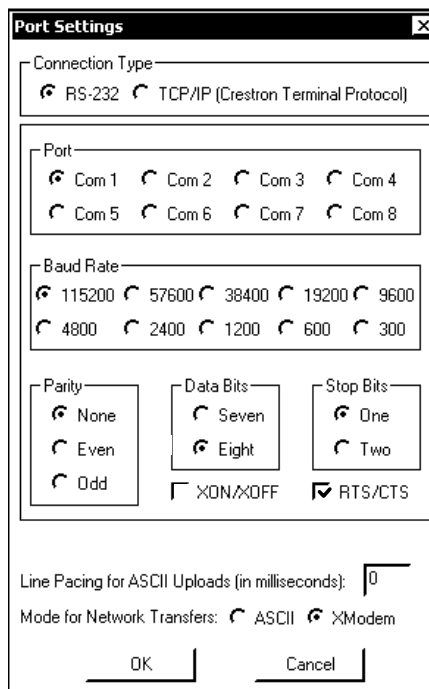 Port Settings
Connection Type
RS-232 TCP/IP (Crestron Terminal Protocol)
Port
Com 1 Com 2 Com 3 Com 4
Com 5 Com 6 Com 7 Com 8
Baud Rate
115200 57600 38400 19200 9600
4800 2400 1200 600 300
Parity
None
Even
Odd
Data Bits
Seven
Eight
Stop Bits
One
Two
XON/XOFF RTS/CTS
Line Pacing for ASCII Uploads (in milliseconds): 0
Mode for Network Transfers: ASCII XModem
OK Cancel